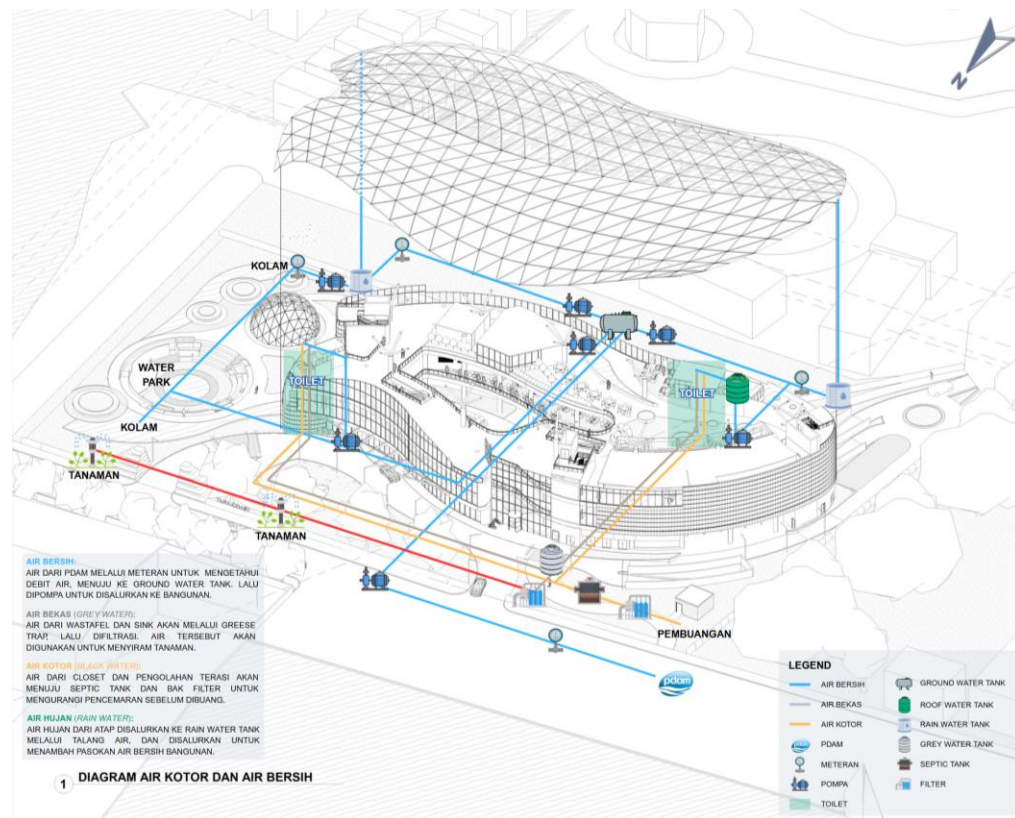 N
KOLAM
WATER
PARK
KOLAM
TOILET
TOILET
TANAMAN
TANAMAN
PEMBUANGAN
pdam
AIR BERSIH:
AIR DARI PDAM MELALUI METERAN UNTUK MENGETAHUI
DEBIT AIR, MENUJU KE GROUND WATER TANK. LALU
DIPOMPA UNTUK DISALURKAN KE BANGUNAN.
AIR BEKAS (GREY WATER):
AIR DARI WASTAFEL DAN SINK AKAN MELALUI GREESE
TRAP, LALU DIFILTRASI. AIR TERSEBUT AKAN
DIGUNAKAN UNTUK MENYIRAM TANAMAN.
AIR KOTOR (BLACK WATER):
AIR DARI CLOSET DAN PENGOLAHAN TERASI AKAN
MENUJU SEPTIC TANK DAN BAK FILTER UNTUK
MENGURANGI PENCEMARAN SEBELUM DIBUANG.
AIR HUJAN (RAIN WATER):
AIR HUJAN DARI ATAP DISALURKAN KE RAIN WATER TANK
MELALUI TALANG AIR, DAN DISALURKAN UNTUK
MENAMBAH PASOKAN AIR BERSIH BANGUNAN.
1 DIAGRAM AIR KOTOR DAN AIR BERSIH
LEGEND
AIR BERSIH
AIR BEKAS
AIR KOTOR
PDAM
METERAN
POMPA
TOILET
GROUND WATER TANK
ROOF WATER TANK
RAIN WATER TANK
GREY WATER TANK
SEPTIC TANK
FILTER